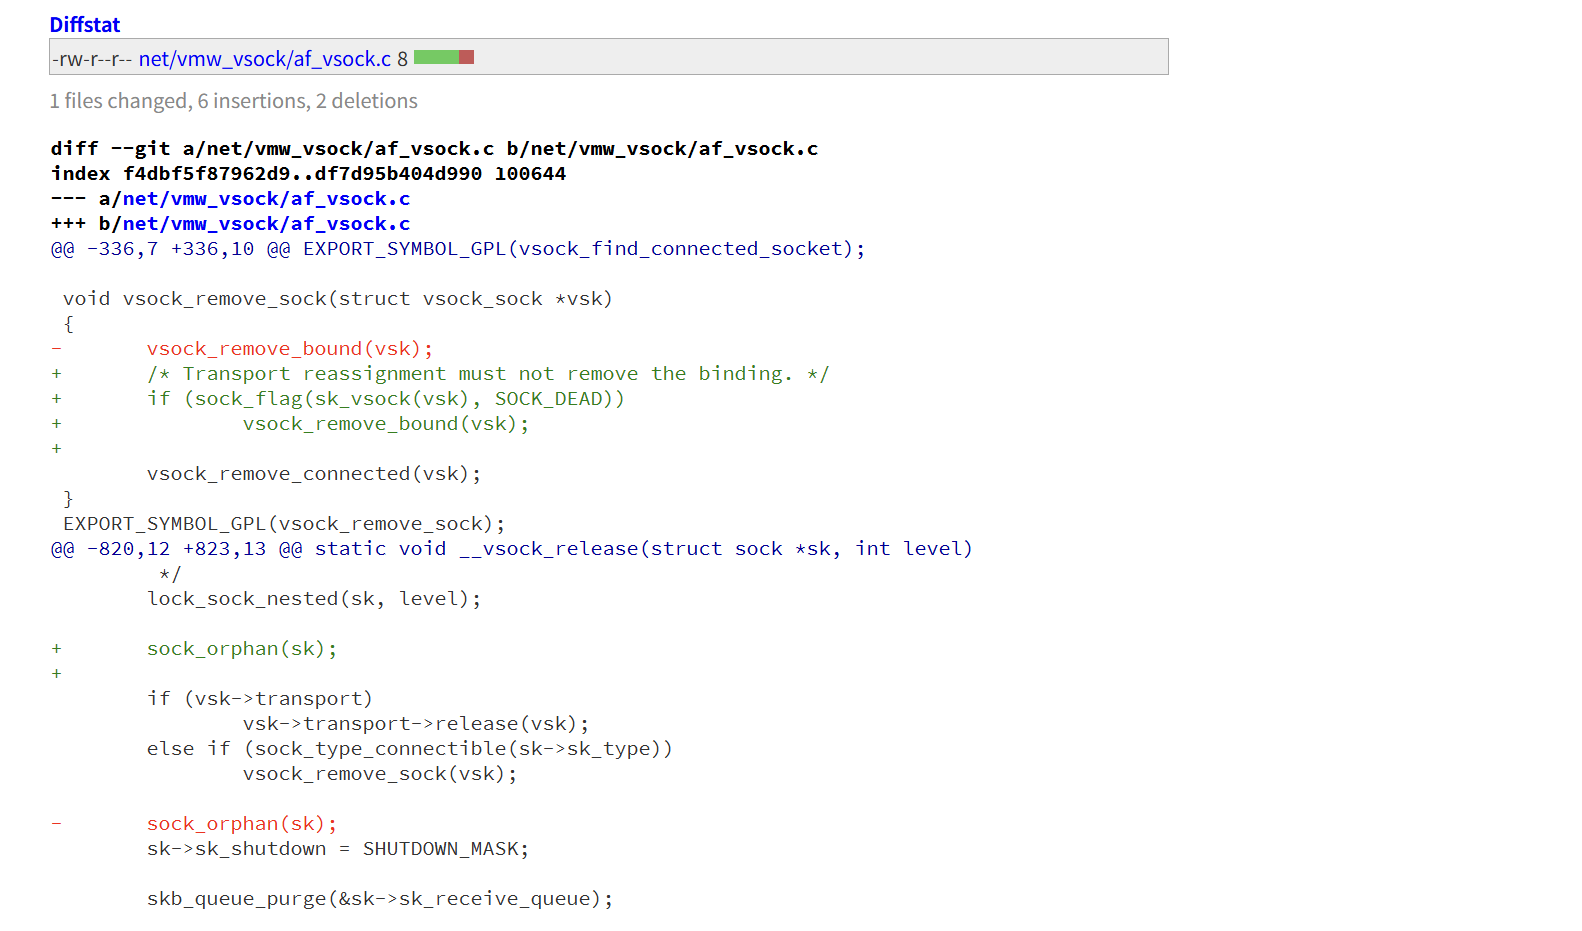 Diffstat
-rw-r--r-- net/vmw_vsock/af_vsock.c 8
1 files changed, 6 insertions, 2 deletions
diff --git a/net/vmw_vsock/af_vsock.c b/net/vmw_vsock/af_vsock.c
index f4dbf5f87962d9..df7d95b404d990 100644
--- a/net/vmw_vsock/af_vsock.c
+++ b/net/vmw_vsock/af_vsock.c
@@ -336,7 +336,10 @@ EXPORT_SYMBOL_GPL(vsock_find_connected_socket);
 void vsock_remove_sock(struct vsock_sock *vsk)
 {
-       vsock_remove_bound(vsk);
+       /* Transport reassignment must not remove the binding. */
+       if (sock_flag(sk_vsock(vsk), SOCK_DEAD))
+               vsock_remove_bound(vsk);
+
        vsock_remove_connected(vsk);
 }
 EXPORT_SYMBOL_GPL(vsock_remove_sock);
@@ -820,12 +823,13 @@ static void __vsock_release(struct sock *sk, int level)
         */
        lock_sock_nested(sk, level);
+       sock_orphan(sk);
+
        if (vsk->transport)
                vsk->transport->release(vsk);
        else if (sock_type_connectible(sk->sk_type))
                vsock_remove_sock(vsk);
-       sock_orphan(sk);
        sk->sk_shutdown = SHUTDOWN_MASK;
        skb_queue_purge(&sk->sk_receive_queue);